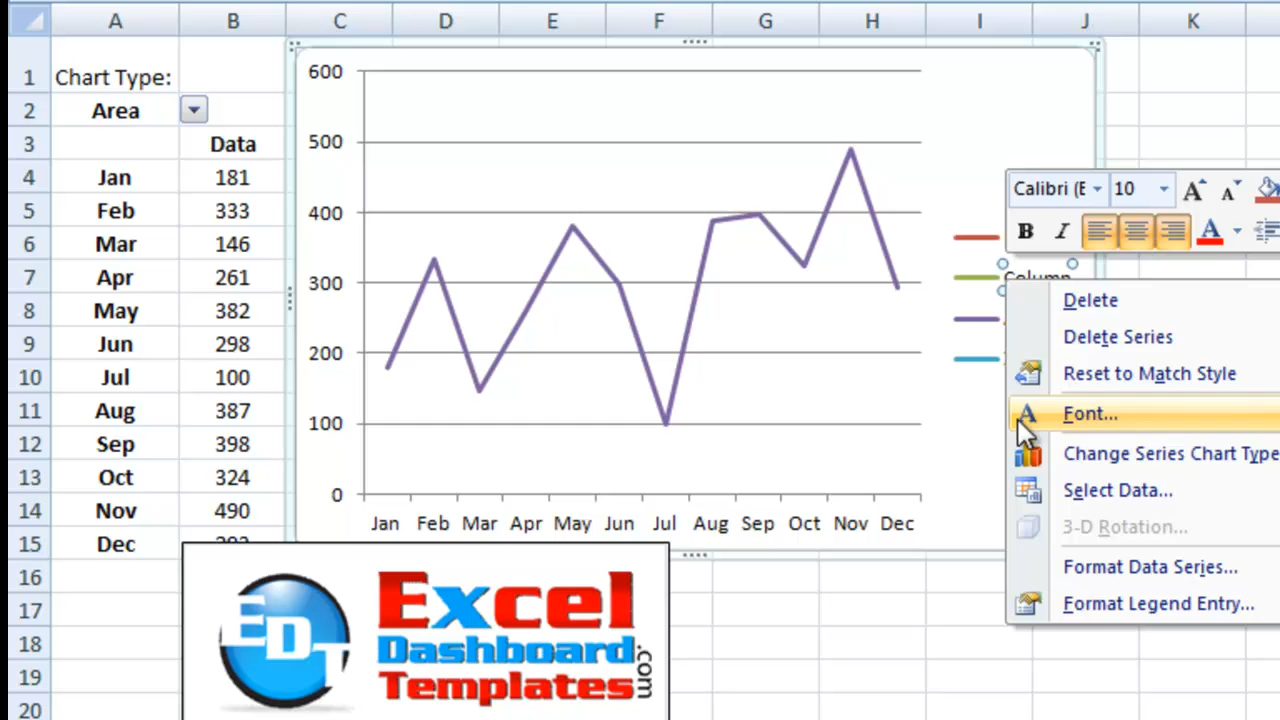 A B C D E F G H I J K
1 Chart Type:
2 Area
3 Data
4 Jan 181
5 Feb 333
6 Mar 146
7 Apr 261
8 May 382
9 Jun 298
10 Jul 100
11 Aug 387
12 Sep 398
13 Oct 324
14 Nov 490
15 Dec
16
17
18
19
20
600
500
400
300
200
100
0
Jan Feb Mar Apr May Jun Jul Aug Sep Oct Nov Dec
Column
Calibri (E 10 A A
B I A
Delete
Delete Series
Reset to Match Style
A Font...
Change Series Chart Type
Select Data...
3-D Rotation...
Format Data Series...
Format Legend Entry...
EDT
Excel
Dashboard
Templates
.com